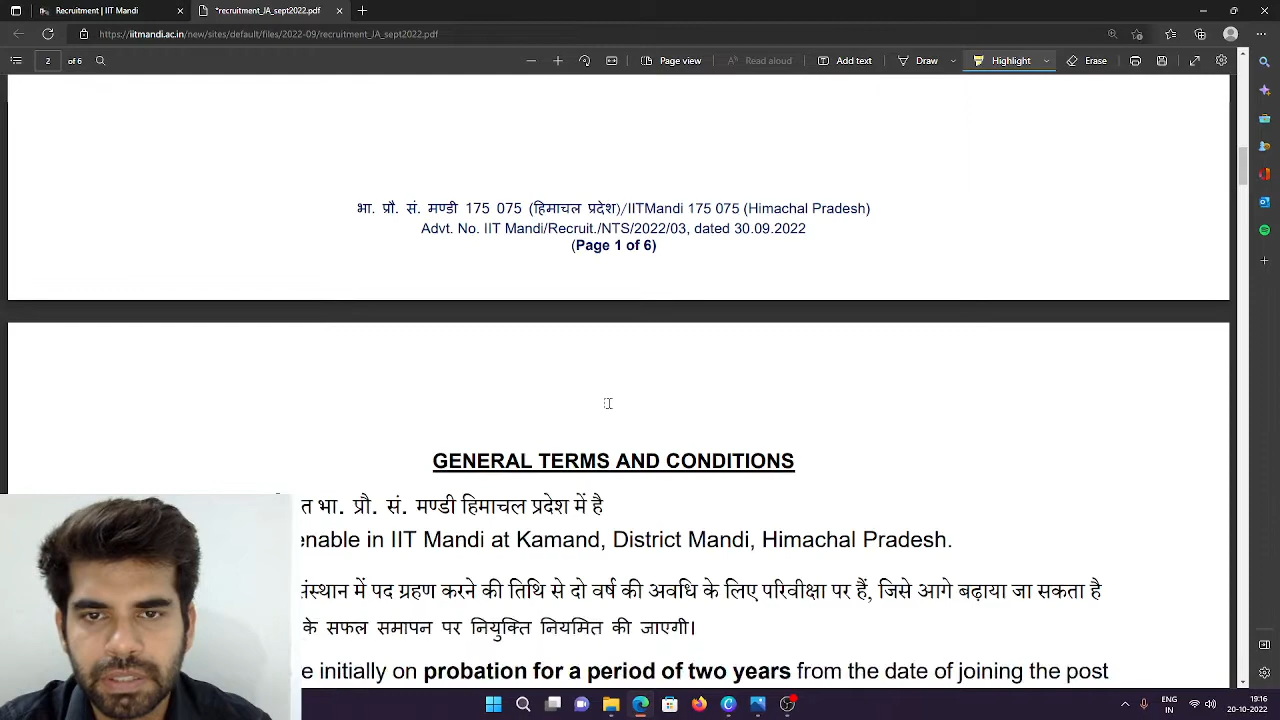 Recruitment | IIT Mandi
*recruitment_JA_sept2022.pdf
https://iitmandi.ac.in/new/sites/default/files/2022-09/recruitment_JA_sept2022.pdf
2 of 6
Page view
Read aloud
Add text
Draw
Highlight
Erase
भा. प्रौ. सं. मण्डी 175 075 (हिमाचल प्रदेश)/IITMandi 175 075 (Himachal Pradesh)
Advt. No. IIT Mandi/Recruit./NTS/2022/03, dated 30.09.2022
(Page 1 of 6)
GENERAL TERMS AND CONDITIONS
त भा. प्रौ. सं. मण्डी हिमाचल प्रदेश में है
enable in IIT Mandi at Kamand, District Mandi, Himachal Pradesh.
संस्थान में पद ग्रहण करने की तिथि से दो वर्ष की अवधि के लिए परिवीक्षा पर हैं, जिसे आगे बढ़ाया जा सकता है
के सफल समापन पर नियुक्ति नियमित की जाएगी।
e initially on probation for a period of two years from the date of joining the post
ENG
IN
19:16
20-10-2022